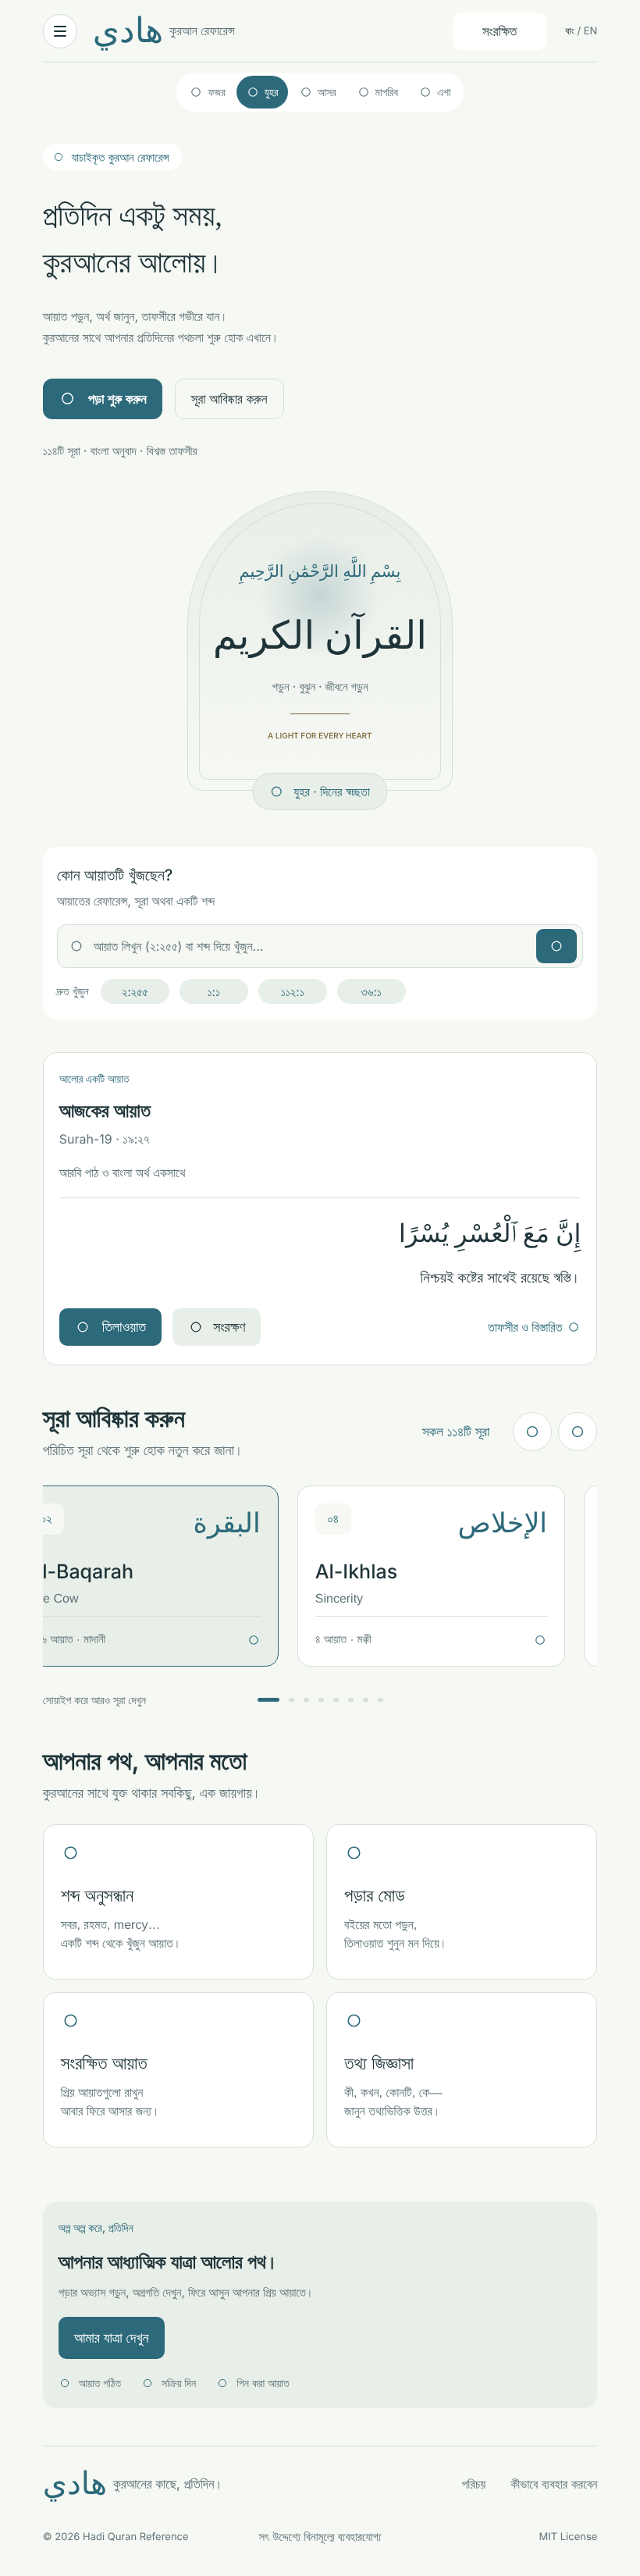 هادي কুরআন রেফারেন্স
সংরক্ষিত
বাং / EN
ফজর যুহর আসর মাগরিব এশা
যাচাইকৃত কুরআন রেফারেন্স
প্রতিদিন একটু সময়,
কুরআনের আলোয়।
আয়াত পড়ুন, অর্থ জানুন, তাফসীরে গভীরে যান।
কুরআনের সাথে আপনার প্রতিদিনের পথচলা শুরু হোক এখানে।
পড়া শুরু করুন সূরা আবিষ্কার করুন
১১৪টি সূরা · বাংলা অনুবাদ · বিশ্বস্ত তাফসীর
بِسْمِ اللَّهِ الرَّحْمَٰنِ الرَّحِيمِ
القرآن الكريم
পড়ুন · বুঝুন · জীবনে গড়ুন
A LIGHT FOR EVERY HEART
যুহর · দিনের স্বচ্ছতা
কোন আয়াতটি খুঁজছেন?
আয়াতের রেফারেন্স, সূরা অথবা একটি শব্দ
আয়াত লিখুন (২:২৫৫) বা শব্দ দিয়ে খুঁজুন...
দ্রুত খুঁজুন ২:২৫৫ ১:১ ১১২:১ ৩৬:১
আলোর একটি আয়াত
আজকের আয়াত
Surah-19 · ১৯:২৭
আরবি পাঠ ও বাংলা অর্থ একসাথে
إِنَّ مَعَ ٱلْعُسْرِ يُسْرًا
নিশ্চয়ই কষ্টের সাথেই রয়েছে স্বস্তি।
তিলাওয়াত সংরক্ষণ তাফসীর ও বিস্তারিত
সূরা আবিষ্কার করুন
পরিচিত সূরা থেকে শুরু হোক নতুন করে জানা।
সকল ১১৪টি সূরা
০২ البقرة
l-Baqarah
e Cow
৬ আয়াত · মাদানী
০৪ الإخلاص
Al-Ikhlas
Sincerity
৪ আয়াত · মক্কী
সোয়াইপ করে আরও সূরা দেখুন
আপনার পথ, আপনার মতো
কুরআনের সাথে যুক্ত থাকার সবকিছু, এক জায়গায়।
শব্দ অনুসন্ধান
সবর, রহমত, mercy...
একটি শব্দ থেকে খুঁজুন আয়াত।
পড়ার মোড
বইয়ের মতো পড়ুন,
তিলাওয়াত শুনুন মন দিয়ে।
সংরক্ষিত আয়াত
প্রিয় আয়াতগুলো রাখুন
আবার ফিরে আসার জন্য।
তথ্য জিজ্ঞাসা
কী, কখন, কোনটি, কে—
জানুন তথ্যভিত্তিক উত্তর।
অল্প অল্প করে, প্রতিদিন
আপনার আধ্যাত্মিক যাত্রা আলোর পথ।
পড়ার অভ্যাস গড়ুন, অগ্রগতি দেখুন, ফিরে আসুন আপনার প্রিয় আয়াতে।
আমার যাত্রা দেখুন
আয়াত পঠিত সক্রিয় দিন পিন করা আয়াত
هادي কুরআনের কাছে, প্রতিদিন।
পরিচয় কীভাবে ব্যবহার করবেন
© 2026 Hadi Quran Reference সৎ উদ্দেশ্যে বিনামূল্যে ব্যবহারযোগ্য MIT License